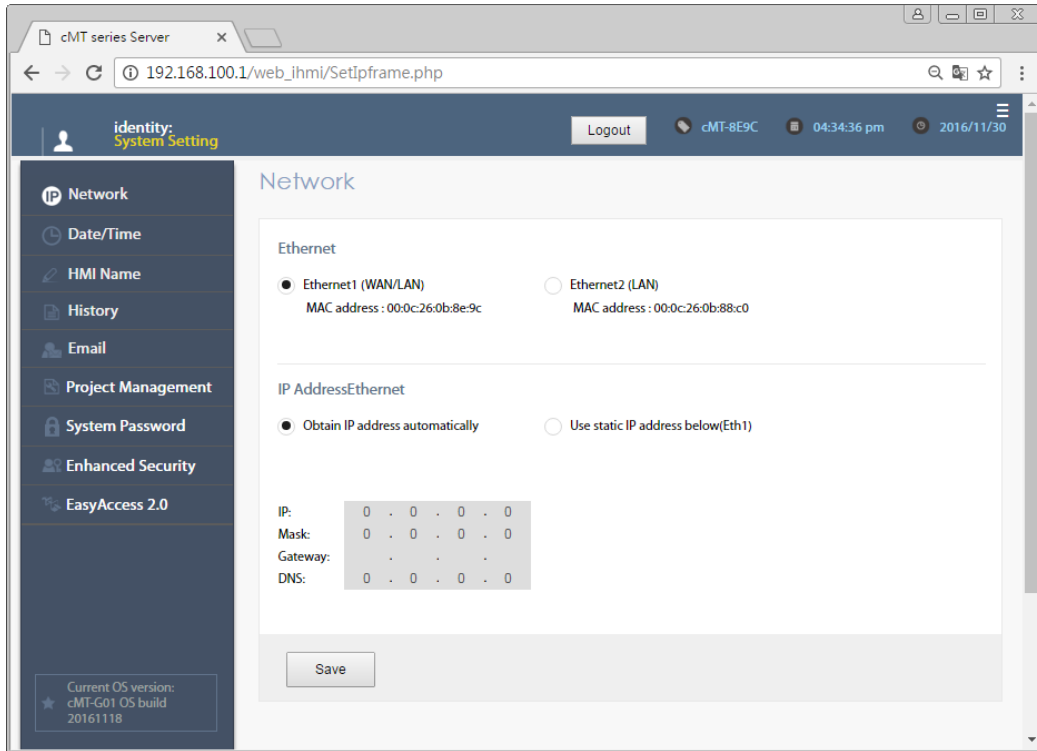 cMT series Server
192.168.100.1/web_ihmi/SetIpframe.php
identity:
System Setting
Logout
cMT-8E9C
04:34:36 pm
2016/11/30
IP Network
Date/Time
HMI Name
History
Email
Project Management
System Password
Enhanced Security
EasyAccess 2.0
Current OS version:
cMT-G01 OS build
20161118
Network
Ethernet
Ethernet1 (WAN/LAN) Ethernet2 (LAN)
MAC address : 00:0c:26:0b:8e:9c MAC address : 00:0c:26:0b:88:c0
IP AddressEthernet
Obtain IP address automatically Use static IP address below(Eth1)
IP: 0 . 0 . 0 . 0
Mask: 0 . 0 . 0 . 0
Gateway: . . .
DNS: 0 . 0 . 0 . 0
Save